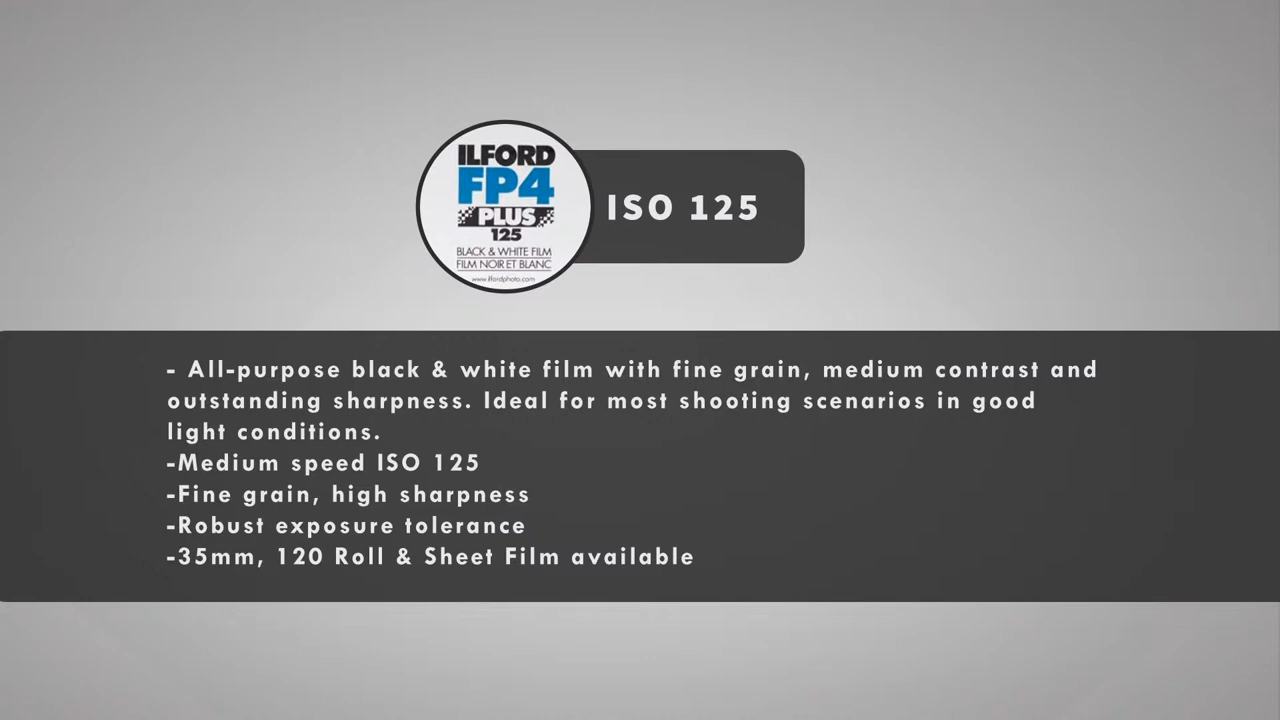 ILFORD
FP4
PLUS
125
BLACK & WHITE FILM
FILM NOIR ET BLANC
www.ilfordphoto.com
ISO 125
- All-purpose black & white film with fine grain, medium contrast and
outstanding sharpness. Ideal for most shooting scenarios in good
light conditions.
-Medium speed ISO 125
-Fine grain, high sharpness
-Robust exposure tolerance
-35mm, 120 Roll & Sheet Film available